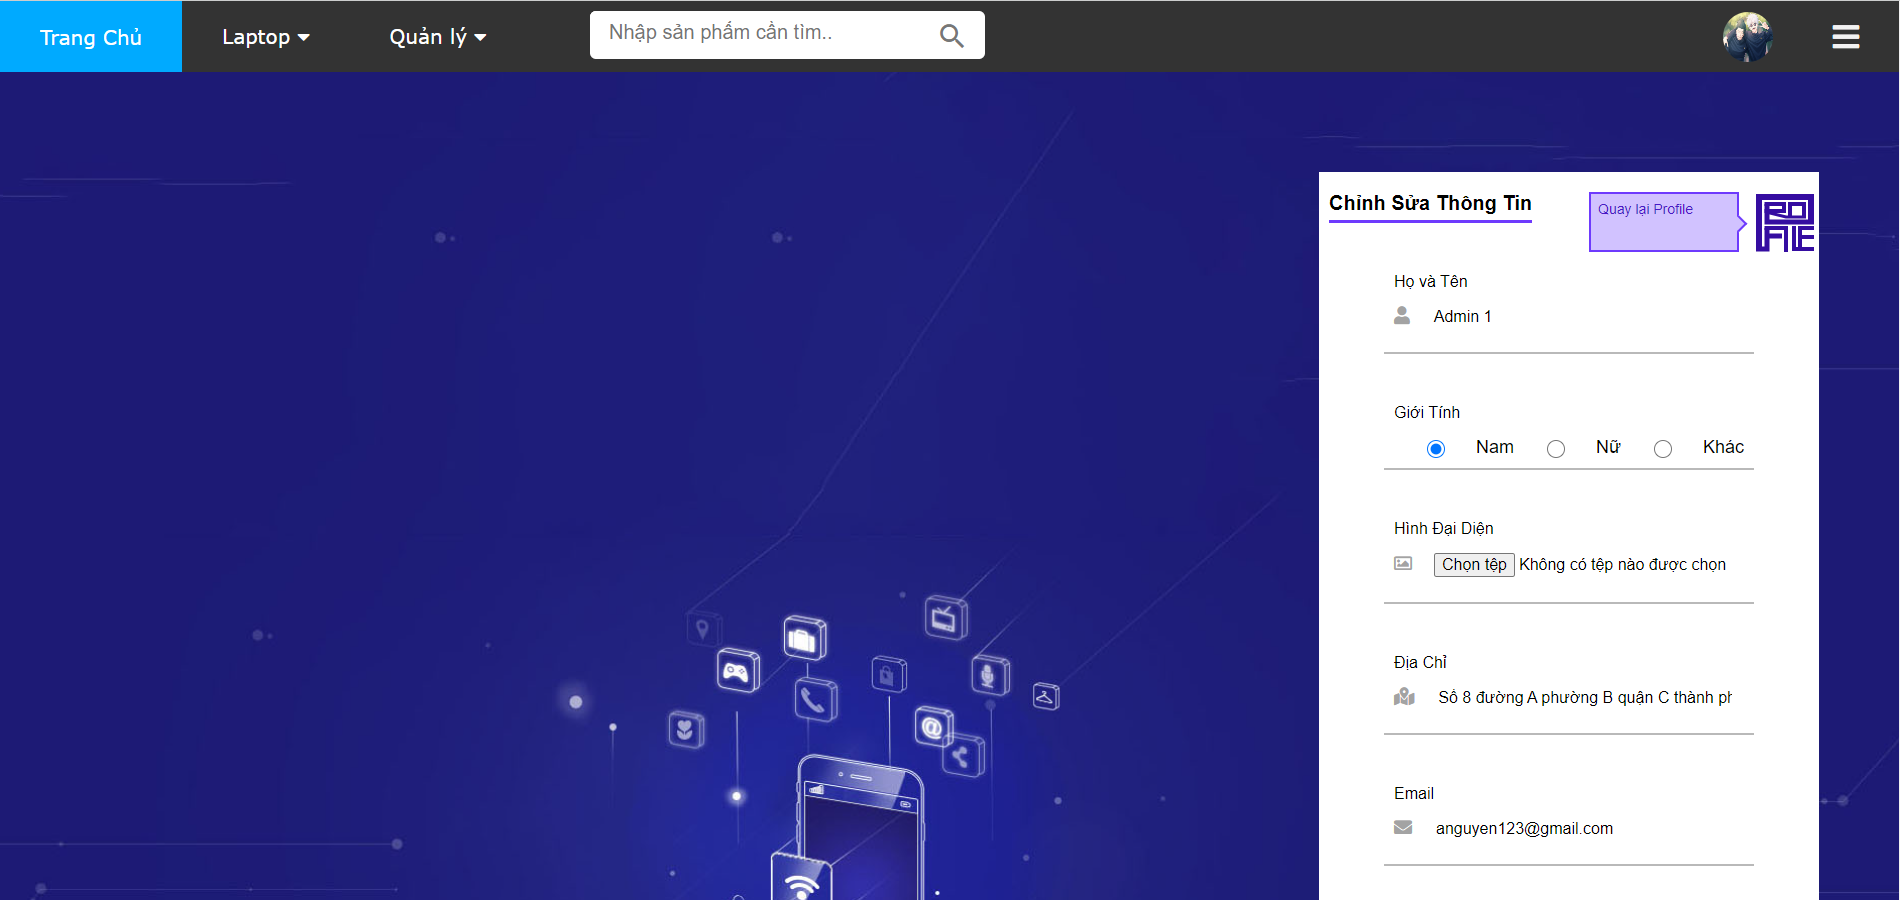 Trang Chủ
Laptop
Quản lý
Nhập sản phẩm cần tìm..
Chỉnh Sửa Thông Tin
Quay lại Profile
PROFILE
Họ và Tên
Admin 1
Giới Tính
Nam
Nữ
Khác
Hình Đại Diện
Chọn tệp Không có tệp nào được chọn
Địa Chỉ
Số 8 đường A phường B quận C thành ph
Email
anguyen123@gmail.com